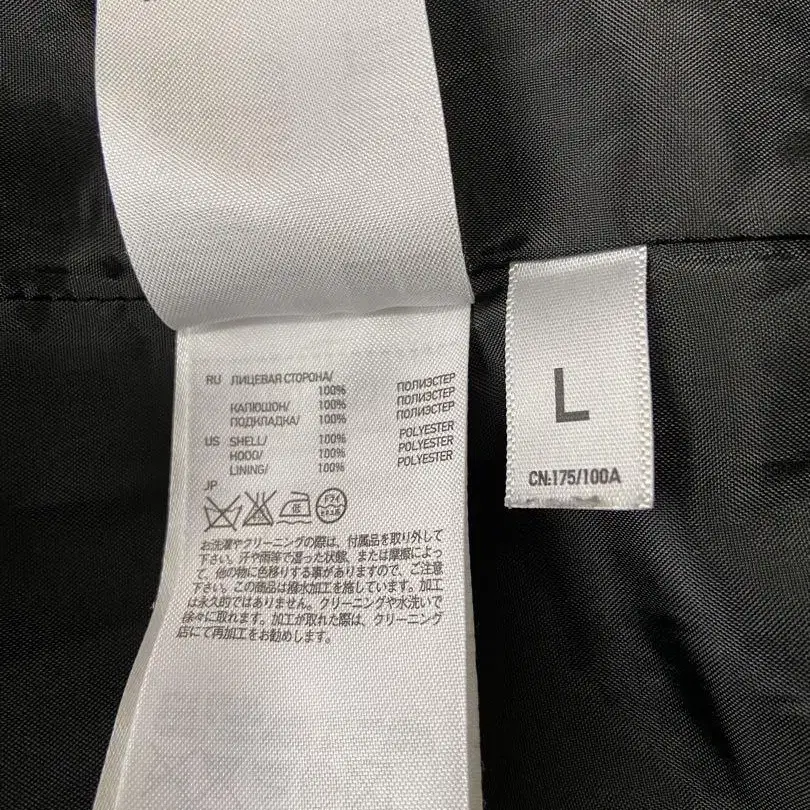 RU ЛИЦЕВАЯ СТОРОНА/
100% ПОЛИЭСТЕР
КАПЮШОН/ 100% ПОЛИЭСТЕР
ПОДКЛАДКА/ 100% ПОЛИЭСТЕР
US SHELL/ 100% POLYESTER
HOOD/ 100% POLYESTER
LINING/ 100% POLYESTER
JP
低 ドライ
お洗濯やクリーニングの際は、付属品を取り外して
下さい。汗や雨等で湿った状態、または摩擦によっ
て、他の物に色移りする事がありますので、ご注意
下さい。この商品は撥水加工を施しています。加工
は永久的ではありません。クリーニングや水洗いで
徐々に取れます。加工が取れた際は、クリーニング
店にて再加工をお勧めします。
L
CN:175/100A